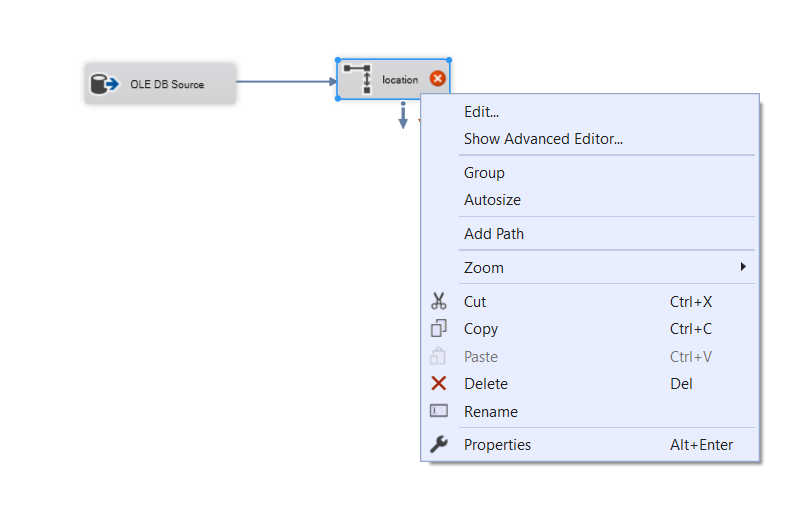 OLE DB Source
location
Edit...
Show Advanced Editor...
Group
Autosize
Add Path
Zoom
Cut Ctrl+X
Copy Ctrl+C
Paste Ctrl+V
Delete Del
Rename
Properties Alt+Enter